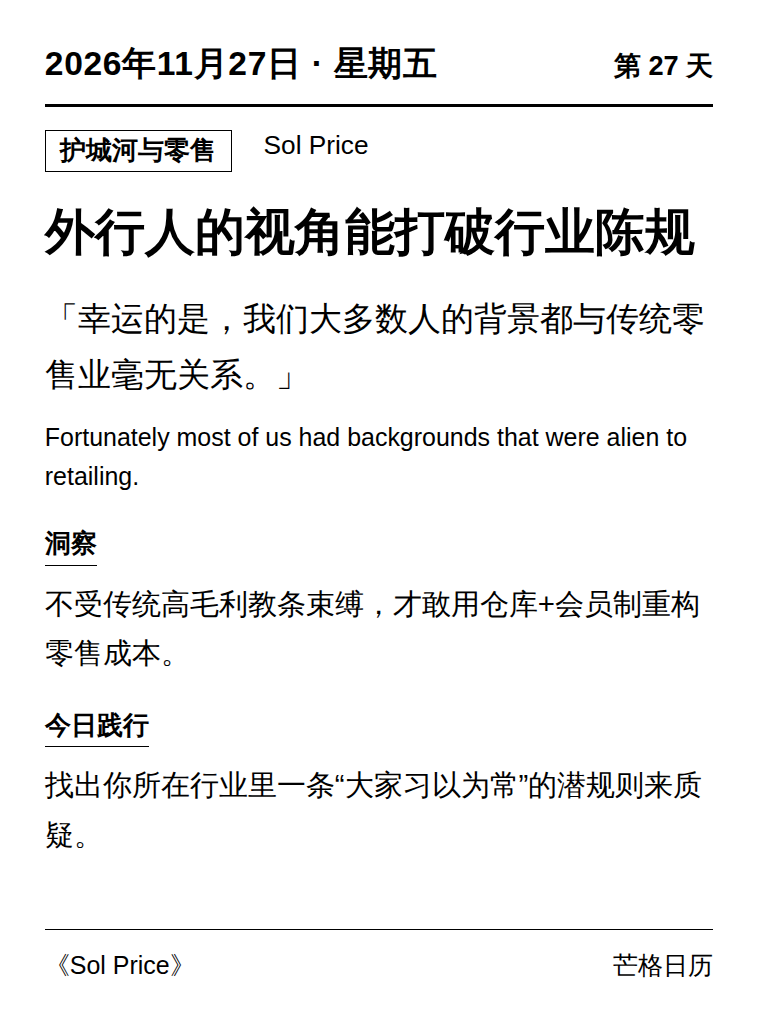 2026年11月27日 · 星期五
第 27 天
护城河与零售
Sol Price
外行人的视角能打破行业陈规
「幸运的是，我们大多数人的背景都与传统零
售业毫无关系。」
Fortunately most of us had backgrounds that were alien to
retailing.
洞察
不受传统高毛利教条束缚，才敢用仓库+会员制重构
零售成本。
今日践行
找出你所在行业里一条“大家习以为常”的潜规则来质
疑。
《Sol Price》
芒格日历